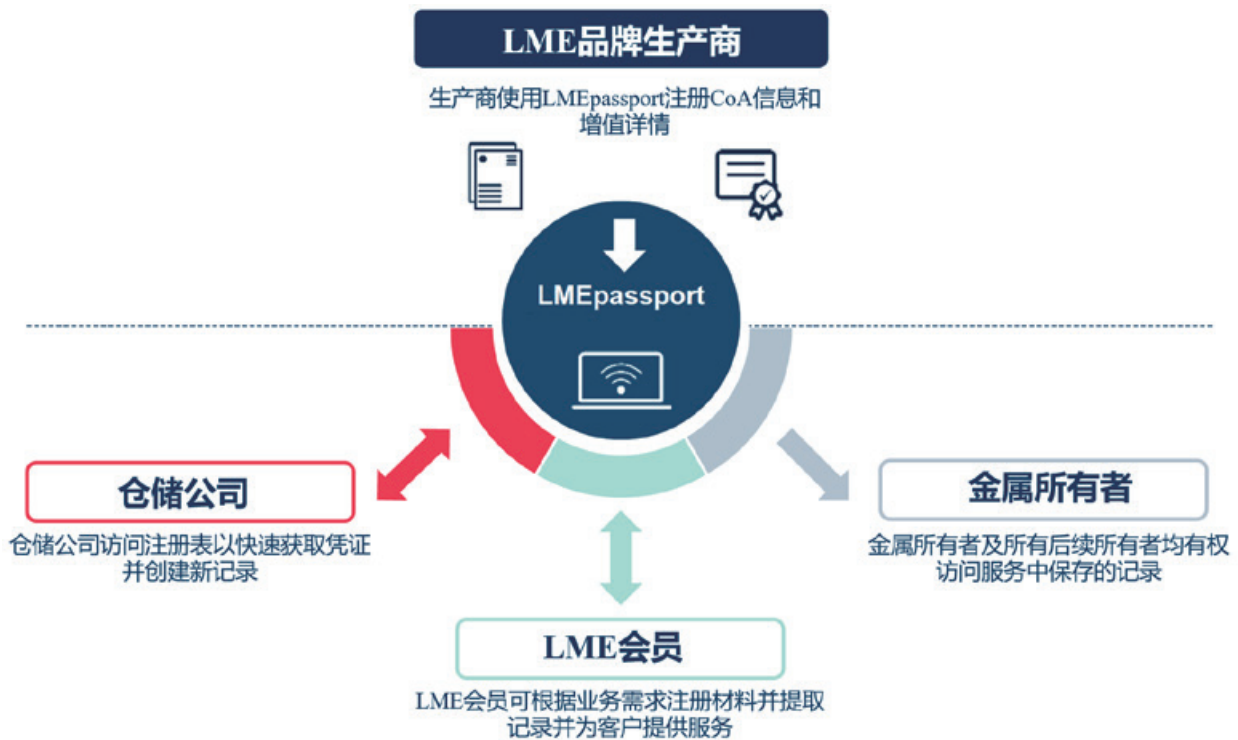 LME品牌生产商
生产商使用LMEpassport注册CoA信息和
增值详情
LMEpassport
仓储公司
仓储公司访问注册表以快速获取凭证
并创建新记录
金属所有者
金属所有者及所有后续所有者均有权
访问服务中保存的记录
LME会员
LME会员可根据业务需求注册材料并提取
记录并为客户提供服务